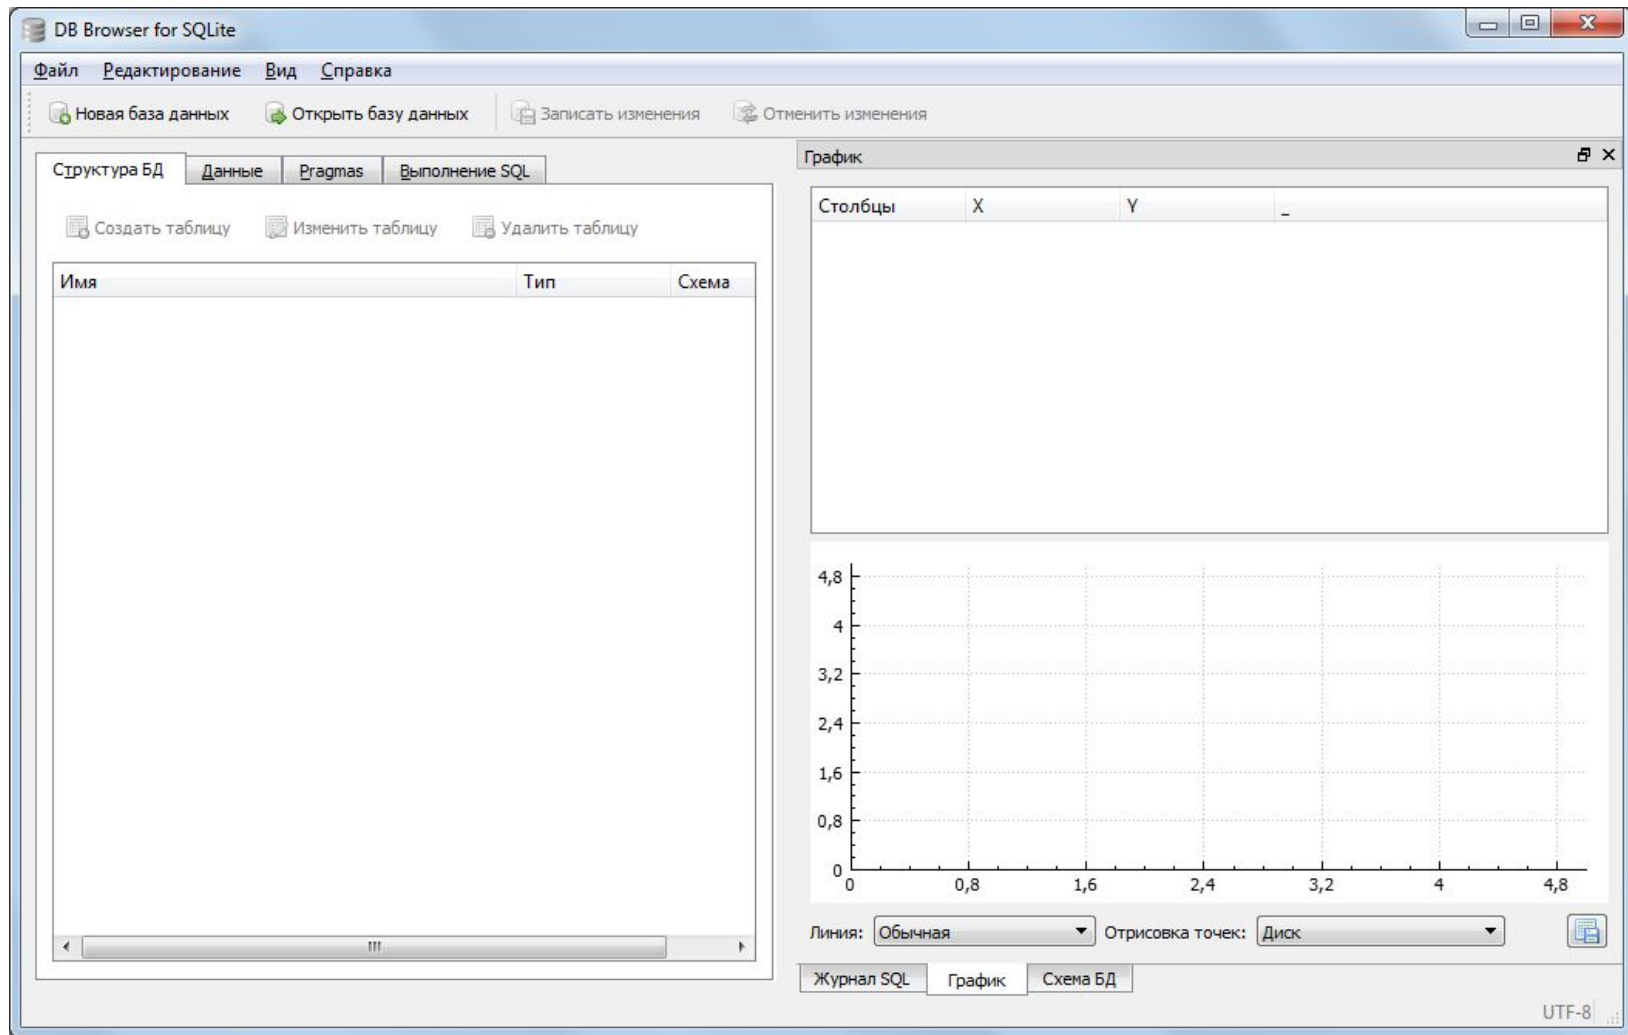 DB Browser for SQLite
Файл Редактирование Вид Справка
Новая база данных Открыть базу данных Записать изменения Отменить изменения
Структура БД Данные Pragmas Выполнение SQL
Создать таблицу Изменить таблицу Удалить таблицу
Имя Тип Схема
График
Столбцы X Y _
4,8
4
3,2
2,4
1,6
0,8
0
0 0,8 1,6 2,4 3,2 4 4,8
Линия: Обычная Отрисовка точек: Диск
Журнал SQL График Схема БД
UTF-8